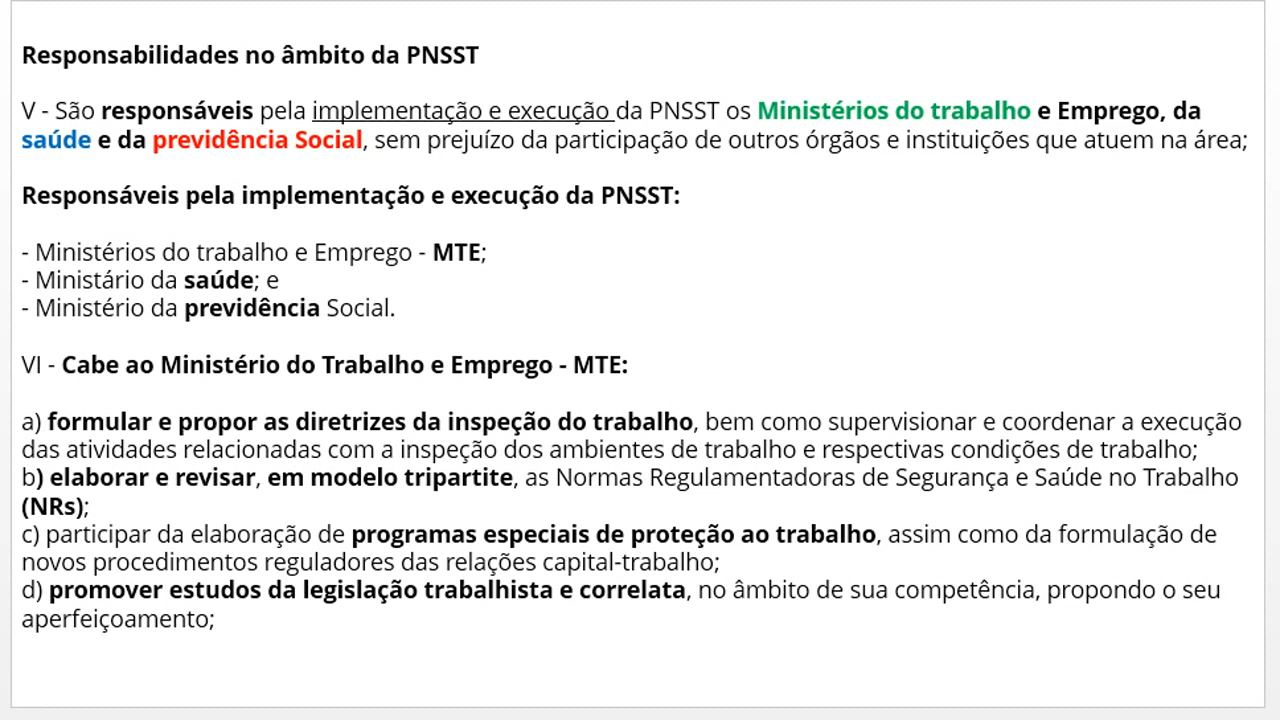 Responsabilidades no âmbito da PNSST
V - São responsáveis pela implementação e execução da PNSST os Ministérios do trabalho e Emprego, da
saúde e da previdência Social, sem prejuízo da participação de outros órgãos e instituições que atuem na área;
Responsáveis pela implementação e execução da PNSST:
- Ministérios do trabalho e Emprego - MTE;
- Ministário da saúde; e
- Ministério da previdência Social.
VI - Cabe ao Ministério do Trabalho e Emprego - MTE:
a) formular e propor as diretrizes da inspeção do trabalho, bem como supervisionar e coordenar a execução
das atividades relacionadas com a inspeção dos ambientes de trabalho e respectivas condições de trabalho;
b) elaborar e revisar, em modelo tripartite, as Normas Regulamentadoras de Segurança e Saúde no Trabalho
(NRs);
c) participar da elaboração de programas especiais de proteção ao trabalho, assim como da formulação de
novos procedimentos reguladores das relações capital-trabalho;
d) promover estudos da legislação trabalhista e correlata, no âmbito de sua competência, propondo o seu
aperfeiçoamento;